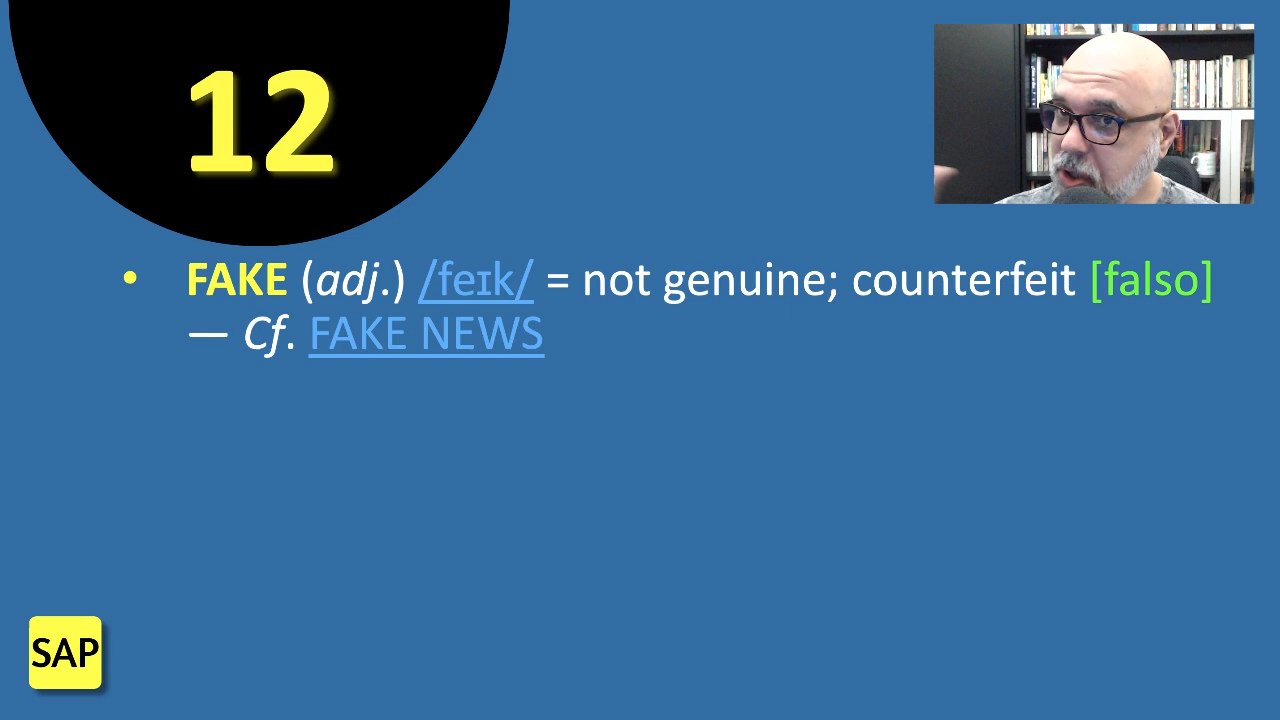 12
• FAKE (adj.) /feɪk/ = not genuine; counterfeit [falso]
— Cf. FAKE NEWS
SAP